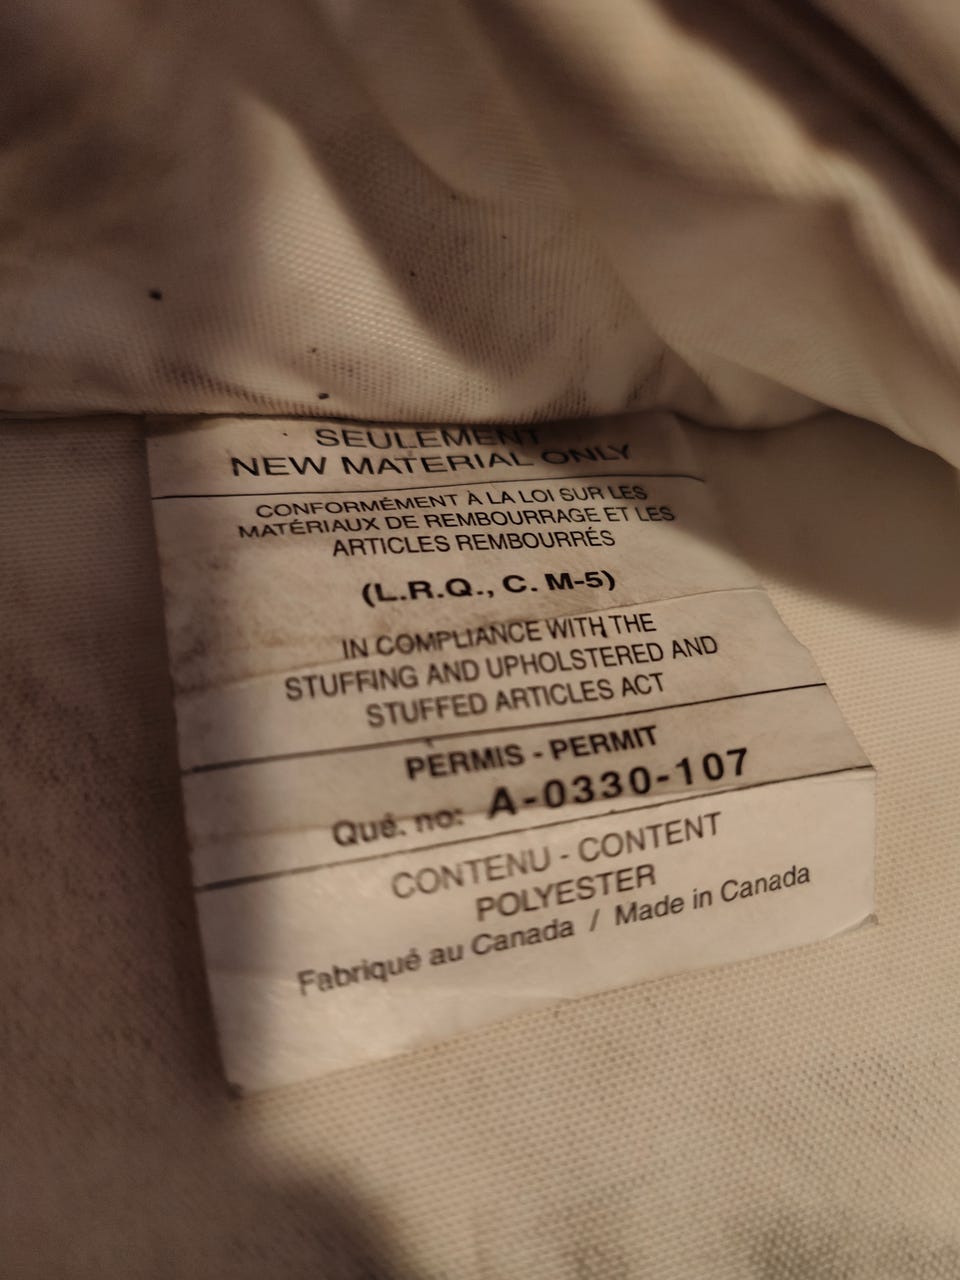 SEULEMENT
NEW MATERIAL ONLY
CONFORMÉMENT À LA LOI SUR LES
MATÉRIAUX DE REMBOURRAGE ET LES
ARTICLES REMBOURRÉS
(L.R.Q., C. M-5)
IN COMPLIANCE WITH THE
STUFFING AND UPHOLSTERED AND
STUFFED ARTICLES ACT
PERMIS - PERMIT
Qué. no: A-0330-107
CONTENU - CONTENT
POLYESTER
Fabriqué au Canada / Made in Canada